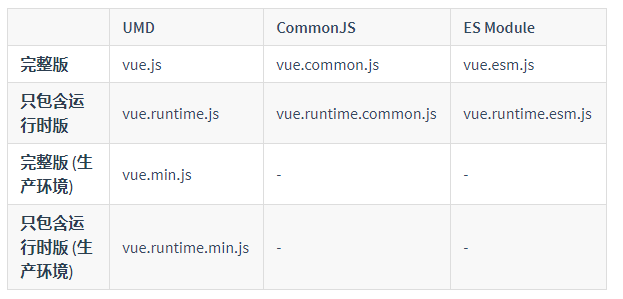 UMD CommonJS ES Module
完整版 vue.js vue.common.js vue.esm.js
只包含运
行时版 vue.runtime.js vue.runtime.common.js vue.runtime.esm.js
完整版 (生
产环境) vue.min.js - -
只包含运
行时版 (生
产环境) vue.runtime.min.js - -